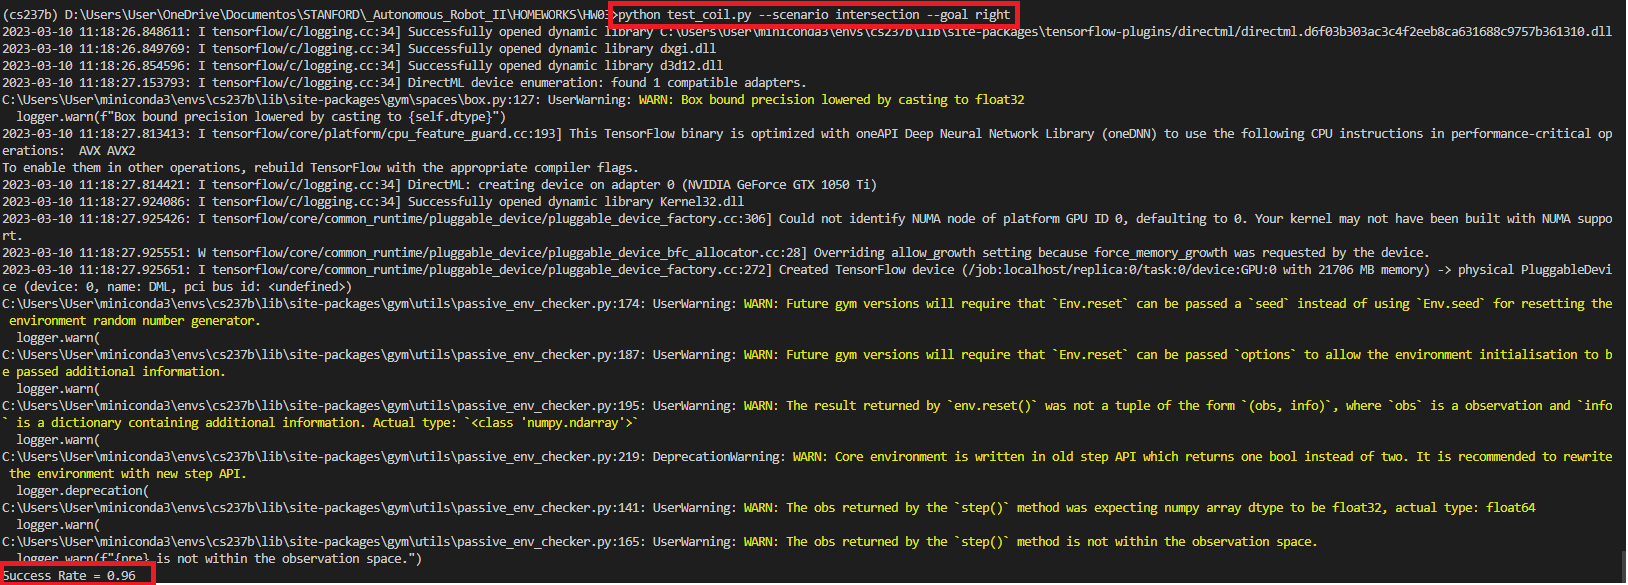 (cs237b) D:\Users\User\OneDrive\Documentos\STANFORD\_Autonomous_Robot_II\HOMEWORKS\HW03>python test_coil.py --scenario intersection --goal right
2023-03-10 11:18:26.848611: I tensorflow/c/logging.cc:34] Successfully opened dynamic library C:\Users\User\miniconda3\envs\cs237b\lib\site-packages\tensorflow-plugins/directml/directml.d6f03b303ac3c4f2eeb8ca631688c9757b361310.dll
2023-03-10 11:18:26.849769: I tensorflow/c/logging.cc:34] Successfully opened dynamic library dxgi.dll
2023-03-10 11:18:26.854596: I tensorflow/c/logging.cc:34] Successfully opened dynamic library d3d12.dll
2023-03-10 11:18:27.153793: I tensorflow/c/logging.cc:34] DirectML device enumeration: found 1 compatible adapters.
C:\Users\User\miniconda3\envs\cs237b\lib\site-packages\gym\spaces\box.py:127: UserWarning: WARN: Box bound precision lowered by casting to float32
  logger.warn(f"Box bound precision lowered by casting to {self.dtype}")
2023-03-10 11:18:27.813413: I tensorflow/core/platform/cpu_feature_guard.cc:193] This TensorFlow binary is optimized with oneAPI Deep Neural Network Library (oneDNN) to use the following CPU instructions in performance-critical op
erations:  AVX AVX2
To enable them in other operations, rebuild TensorFlow with the appropriate compiler flags.
2023-03-10 11:18:27.814421: I tensorflow/c/logging.cc:34] DirectML: creating device on adapter 0 (NVIDIA GeForce GTX 1050 Ti)
2023-03-10 11:18:27.924086: I tensorflow/c/logging.cc:34] Successfully opened dynamic library Kernel32.dll
2023-03-10 11:18:27.925426: I tensorflow/core/common_runtime/pluggable_device/pluggable_device_factory.cc:306] Could not identify NUMA node of platform GPU ID 0, defaulting to 0. Your kernel may not have been built with NUMA suppo
rt.
2023-03-10 11:18:27.925551: W tensorflow/core/common_runtime/pluggable_device/pluggable_device_bfc_allocator.cc:28] Overriding allow_growth setting because force_memory_growth was requested by the device.
2023-03-10 11:18:27.925651: I tensorflow/core/common_runtime/pluggable_device/pluggable_device_factory.cc:272] Created TensorFlow device (/job:localhost/replica:0/task:0/device:GPU:0 with 21706 MB memory) -> physical PluggableDevi
ce (device: 0, name: DML, pci bus id: <undefined>)
C:\Users\User\miniconda3\envs\cs237b\lib\site-packages\gym\utils\passive_env_checker.py:174: UserWarning: WARN: Future gym versions will require that `Env.reset` can be passed a `seed` instead of using `Env.seed` for resetting the
 environment random number generator.
  logger.warn(
C:\Users\User\miniconda3\envs\cs237b\lib\site-packages\gym\utils\passive_env_checker.py:187: UserWarning: WARN: Future gym versions will require that `Env.reset` can be passed `options` to allow the environment initialisation to b
e passed additional information.
  logger.warn(
C:\Users\User\miniconda3\envs\cs237b\lib\site-packages\gym\utils\passive_env_checker.py:195: UserWarning: WARN: The result returned by `env.reset()` was not a tuple of the form `(obs, info)`, where `obs` is a observation and `info
` is a dictionary containing additional information. Actual type: `<class 'numpy.ndarray'>`
  logger.warn(
C:\Users\User\miniconda3\envs\cs237b\lib\site-packages\gym\utils\passive_env_checker.py:219: DeprecationWarning: WARN: Core environment is written in old step API which returns one bool instead of two. It is recommended to rewrite
 the environment with new step API.
  logger.deprecation(
C:\Users\User\miniconda3\envs\cs237b\lib\site-packages\gym\utils\passive_env_checker.py:141: UserWarning: WARN: The obs returned by the `step()` method was expecting numpy array dtype to be float32, actual type: float64
  logger.warn(
C:\Users\User\miniconda3\envs\cs237b\lib\site-packages\gym\utils\passive_env_checker.py:165: UserWarning: WARN: The obs returned by the `step()` method is not within the observation space.
  logger.warn(f"{pre} is not within the observation space.")
Success Rate = 0.96